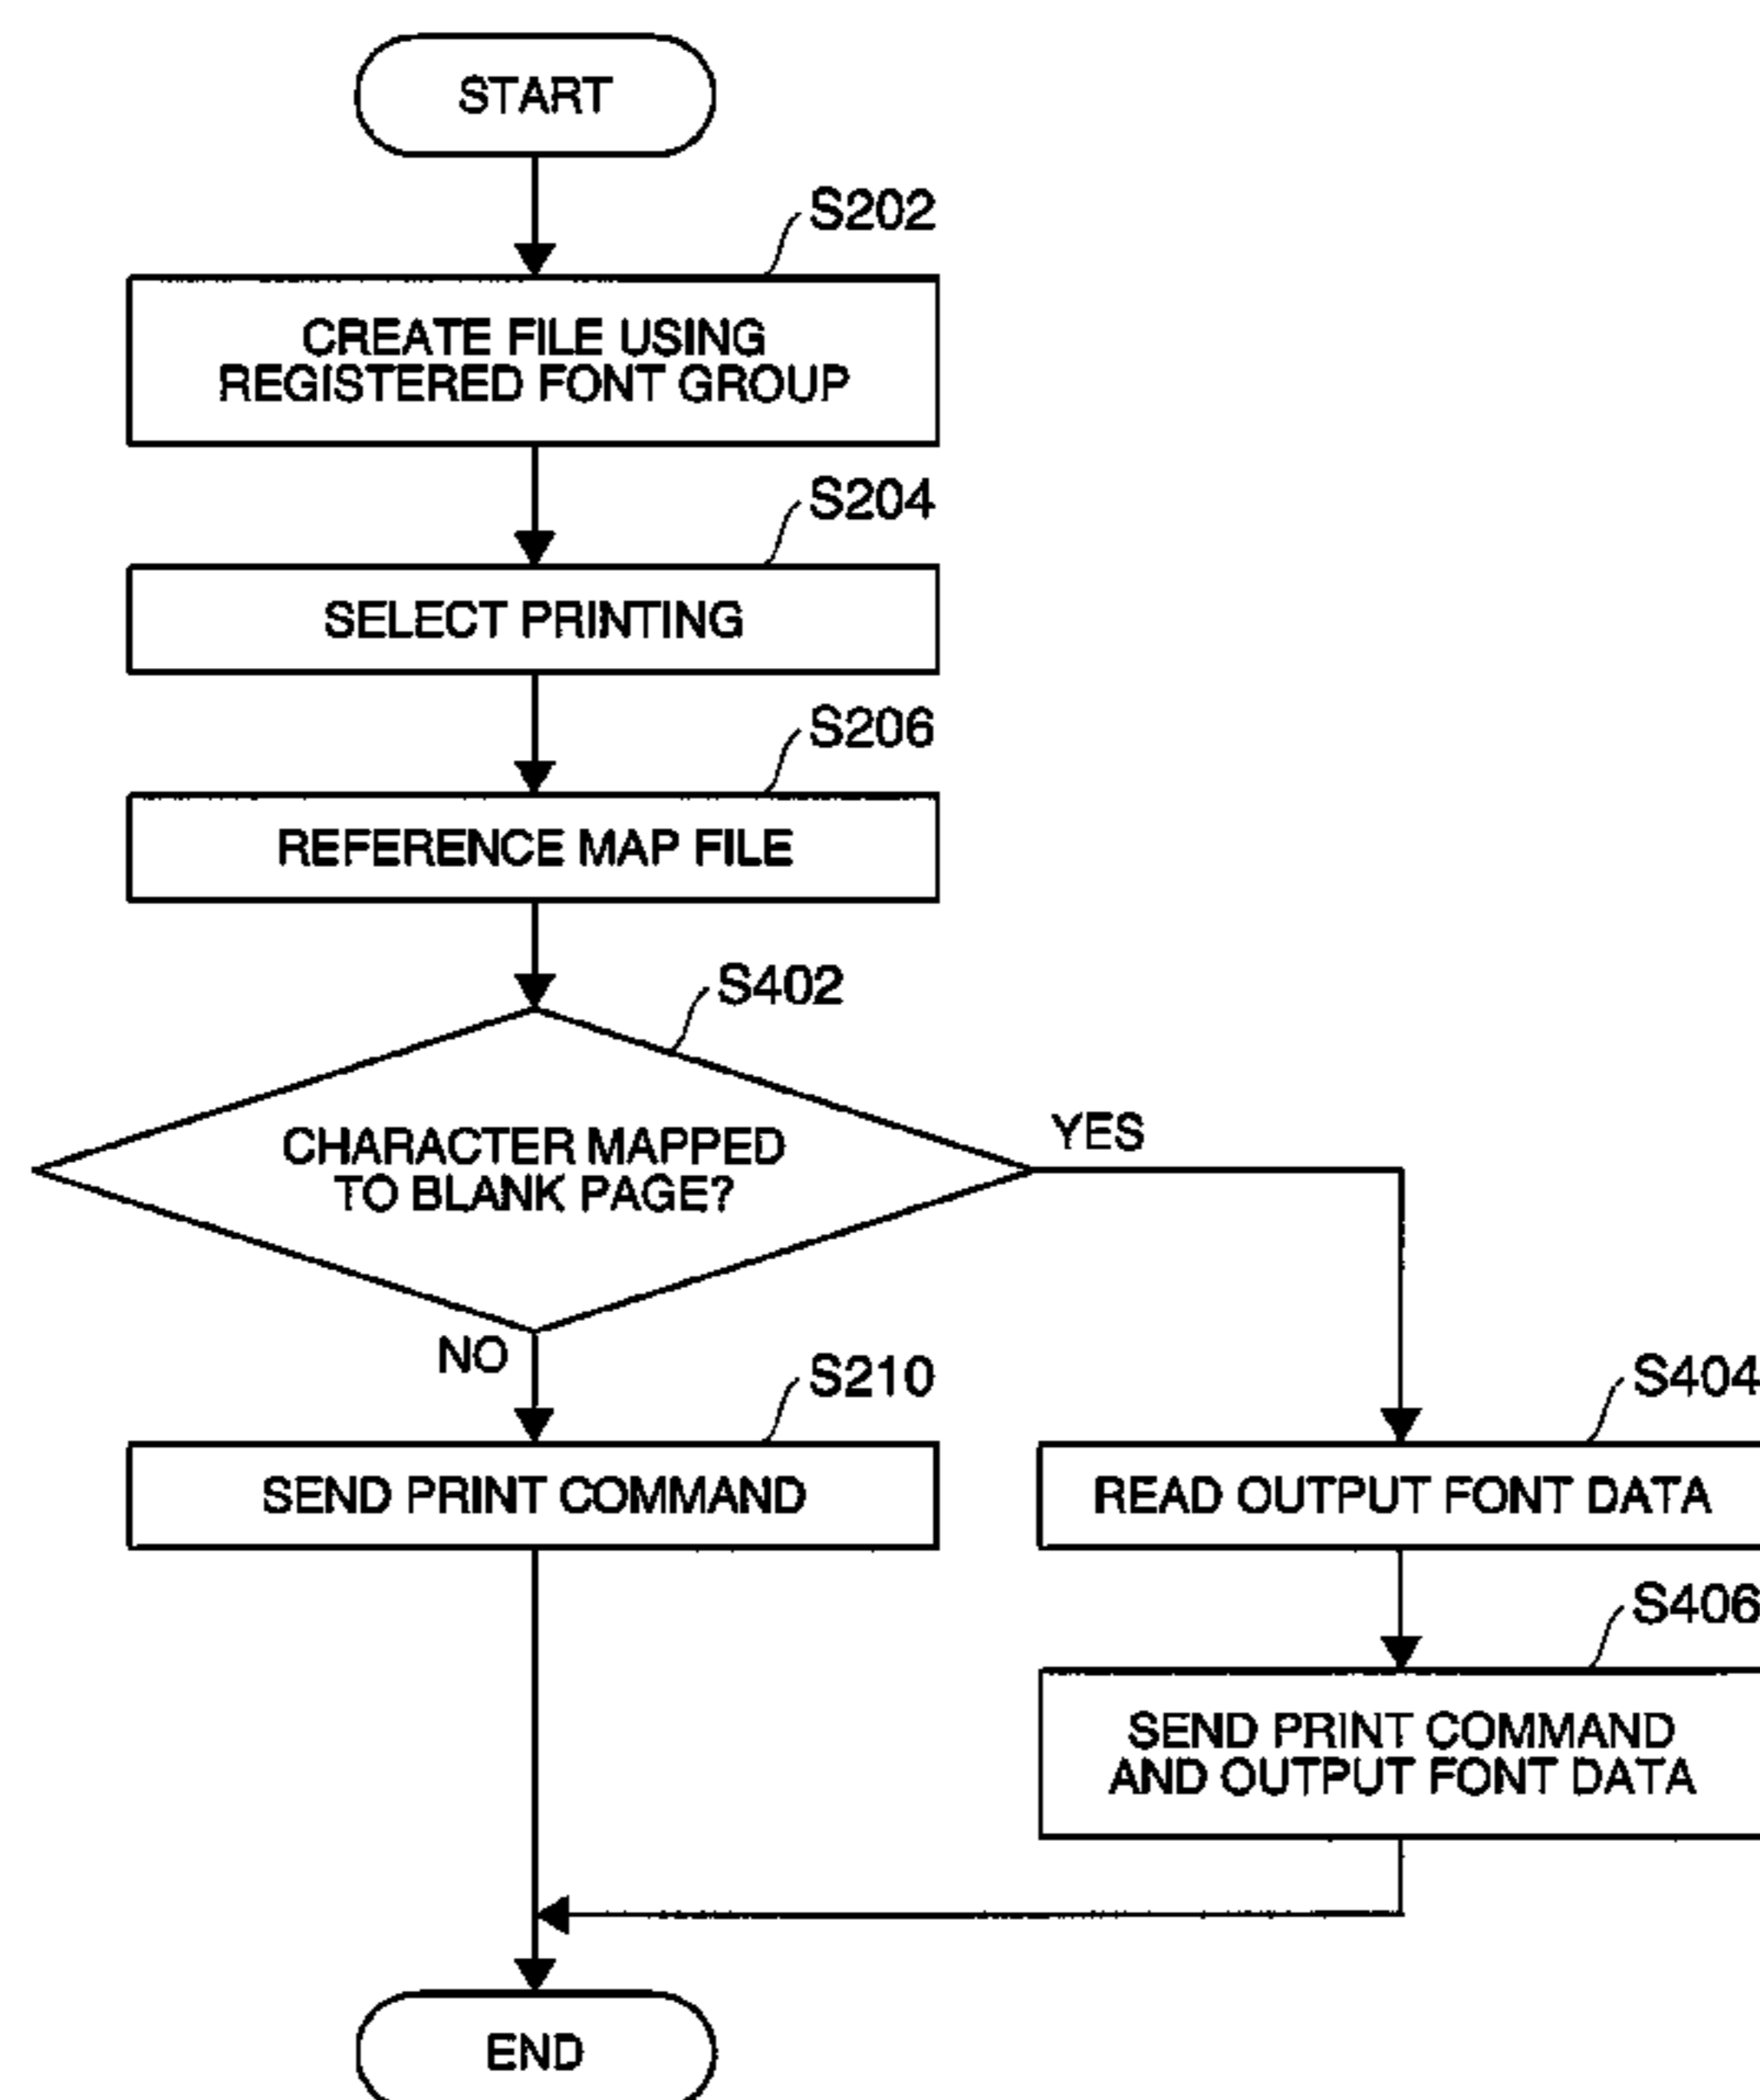 START
S202
CREATE FILE USING
REGISTERED FONT GROUP
S204
SELECT PRINTING
S206
REFERENCE MAP FILE
S402
CHARACTER MAPPED
TO BLANK PAGE?
YES
NO
S210
SEND PRINT COMMAND
S404
READ OUTPUT FONT DATA
S406
SEND PRINT COMMAND
AND OUTPUT FONT DATA
END